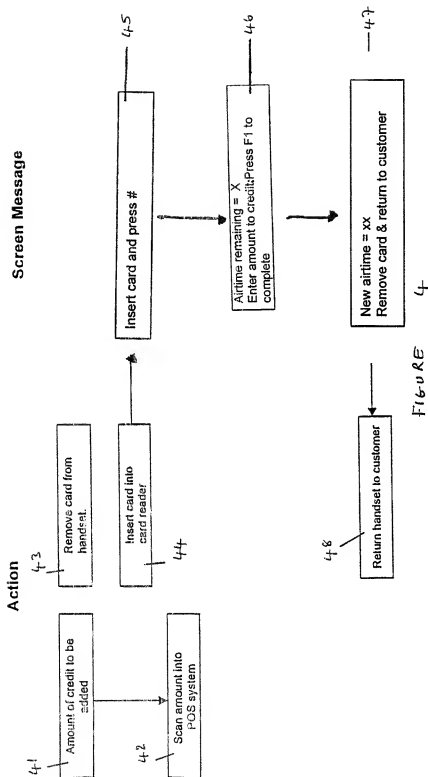 Action
Screen Message
41
Amount of credit to be
added
42
Scan amount into
POS system
43
Remove card from
handset.
Insert card into
card reader
44
Insert card and press #
45
Airtime remaining = X
Enter amount to credit:Press F1 to
complete
46
New airtime = xx
Remove card & return to customer
47
48
Return handset to customer
FIGURE 4